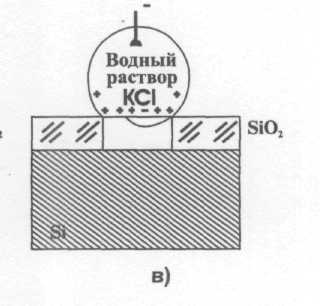 -
Водный
раствор
KCl
+ +
+ + + - + +
SiO₂
Si
в)